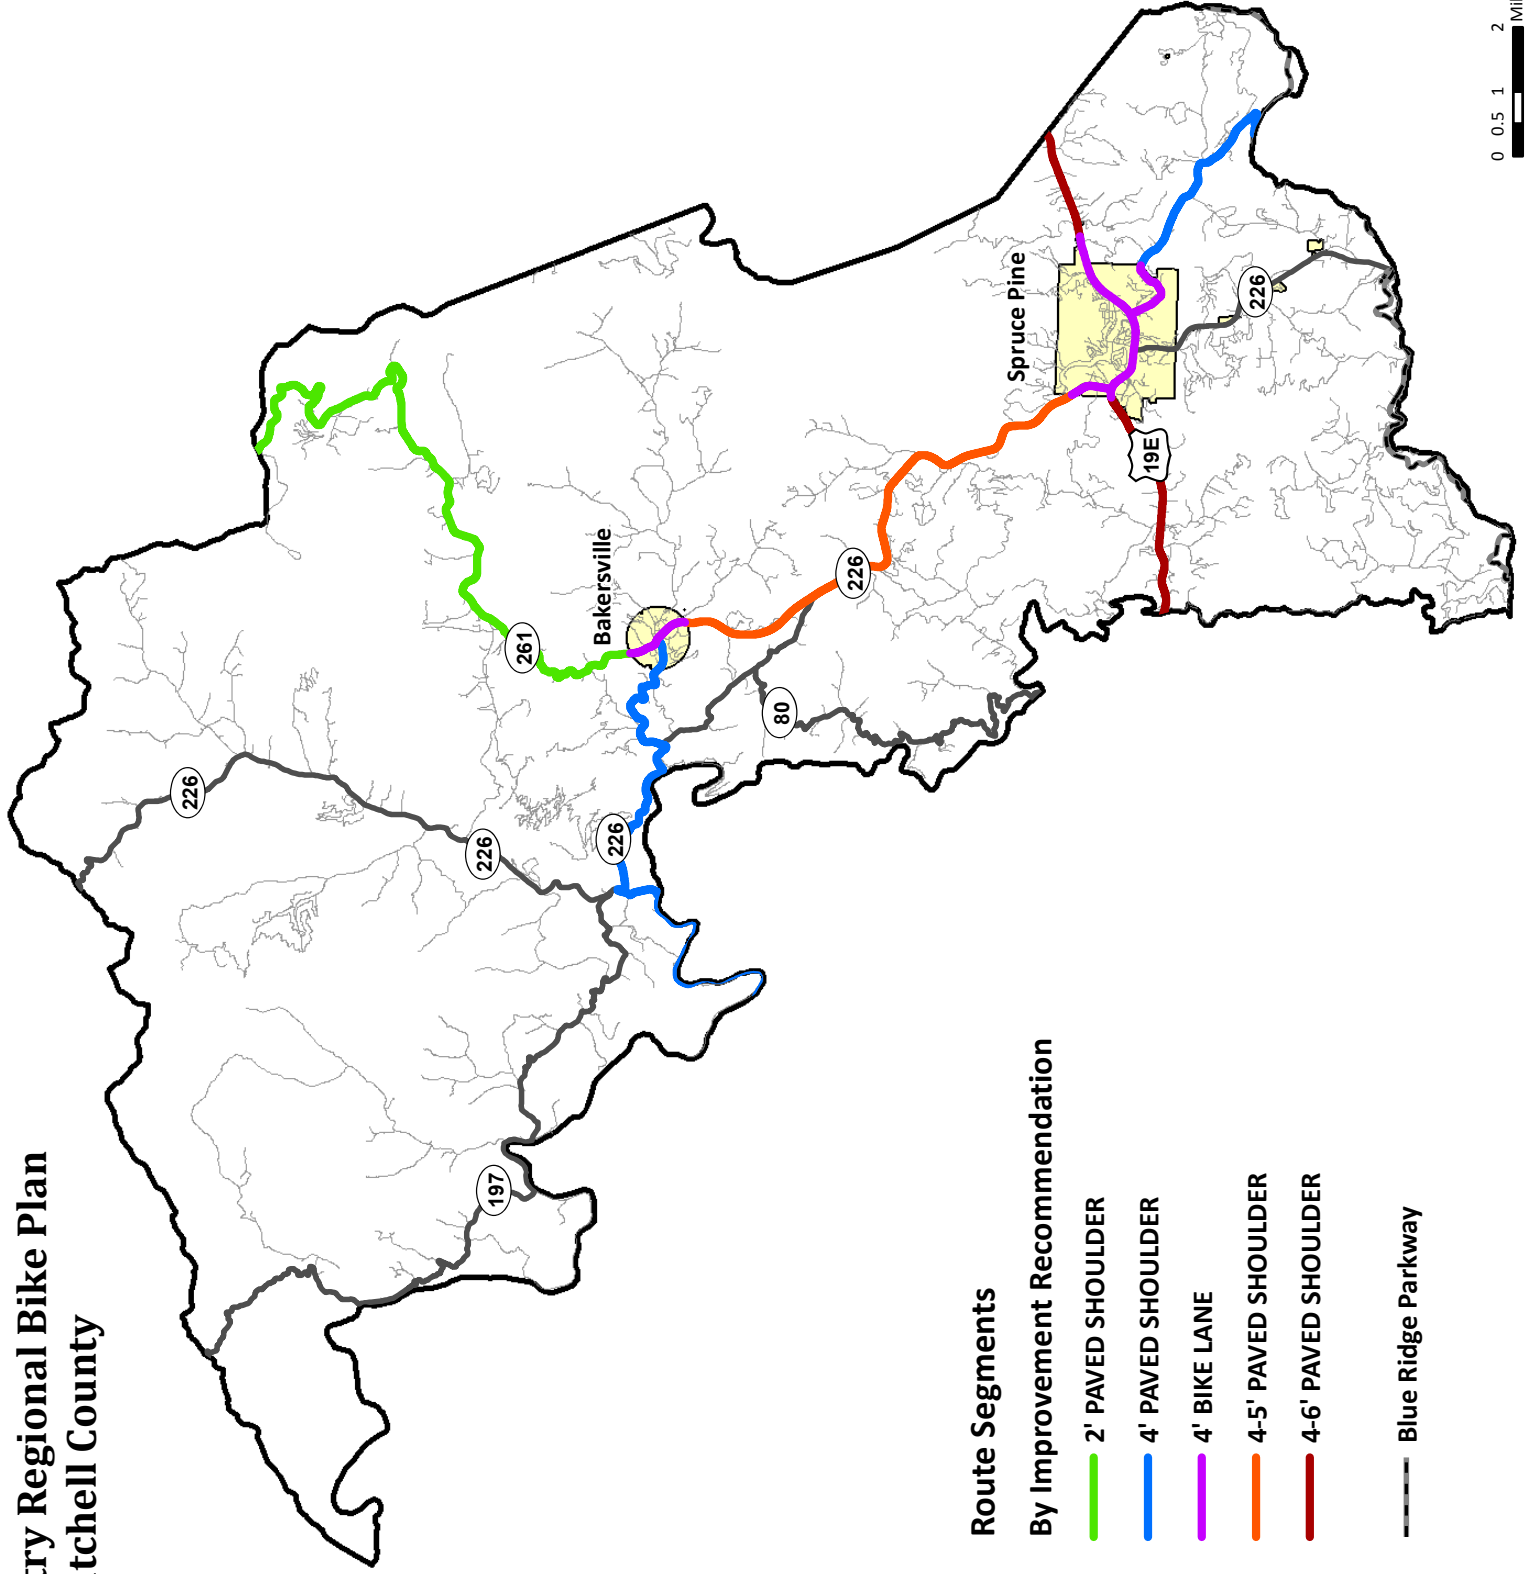 Regional Bike Plan
County
226
226
261
Bakersville
226
226
80
197
Spruce Pine
19E
226
Route Segments
By Improvement Recommendation
2' PAVED SHOULDER
4' PAVED SHOULDER
4' BIKE LANE
4-5' PAVED SHOULDER
4-6' PAVED SHOULDER
Blue Ridge Parkway
0 0.5 1 2